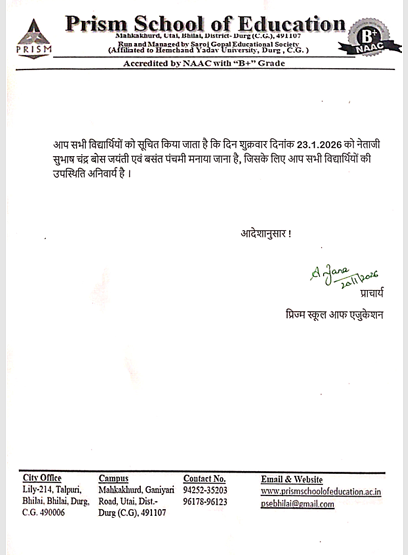 Prism School of Education
Mahkakhurd, Utai, Bhilai, District- Durg (C.G.), 491107
Run and Managed by Saroj Gopal Educational Society
(Affiliated to Hemchand Yadav University, Durg , C.G. )
PRISM
B+
NAAC
Accredited by NAAC with “B+” Grade
आप सभी विद्यार्थियों को सूचित किया जाता है कि दिन शुक्रवार दिनांक 23.1.2026 को नेताजी
सुभाष चंद्र बोस जयंती एवं बसंत पंचमी मनाया जाना है, जिसके लिए आप सभी विद्यार्थियों की
उपस्थिति अनिवार्य है ।
आदेशानुसार !
20/1/2026
प्राचार्य
प्रिज्म स्कूल आफ एजुकेशन
City Office
Lily-214, Talpuri,
Bhilai, Bhilai, Durg,
C.G. 490006
Campus
Mahkakhurd, Ganiyari
Road, Utai, Dist.-
Durg (C.G), 491107
Contact No.
94252-35203
96178-96123
Email & Website
www.prismschoolofeducation.ac.in
psebhilai@gmail.com